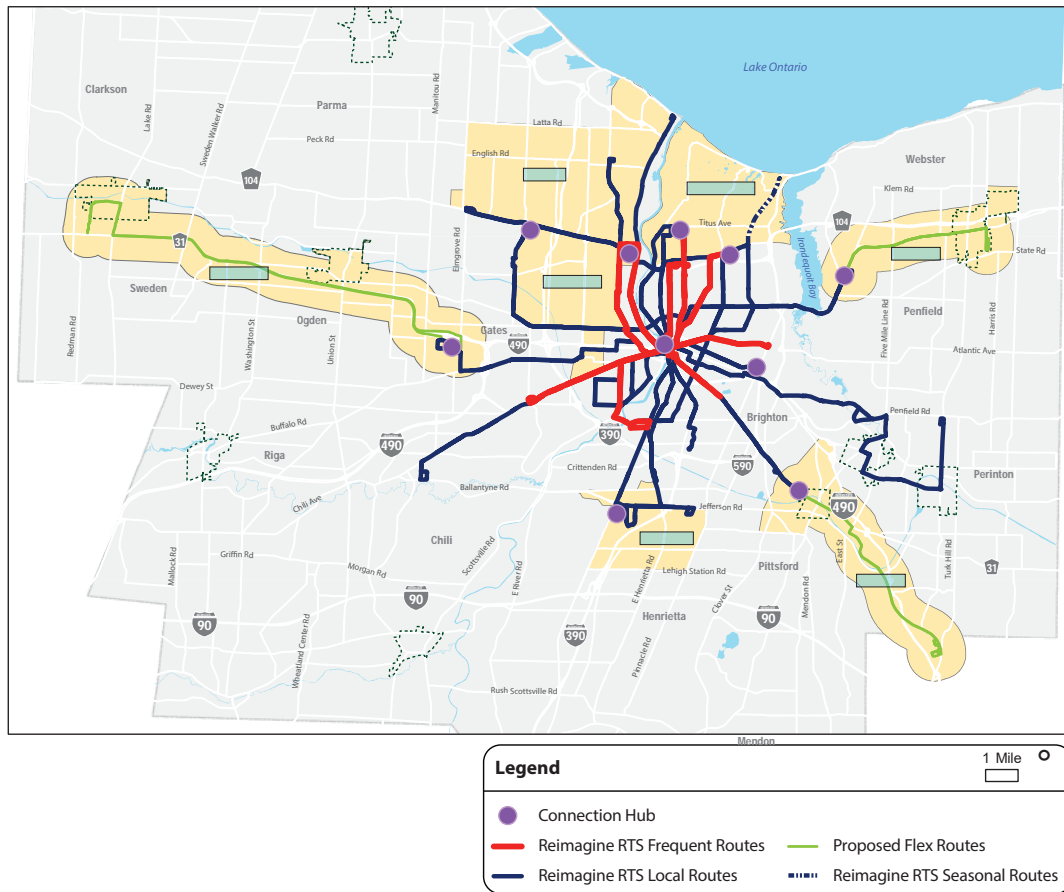 Lake Ontario
Clarkson
Lake Rd
Sweden Walker Rd
Parma
Manitou Rd
Latta Rd
Peck Rd
English Rd
Webster
104
Klem Rd
Titus Ave
104
31
Elmgrove Rd
Irondequoit Bay
State Rd
Sweden
Ogden
Gates
490
Penfield
Redman Rd
Washington St
Union St
Five Mile Line Rd
Harris Rd
Atlantic Ave
Dewey St
Buffalo Rd
Brighton
Penfield Rd
390
490
Riga
Crittenden Rd
590
Perinton
Ballantyne Rd
Chili Ave
Jefferson Rd
490
Chili
Scottsville Rd
E River Rd
East St
Turk Hill Rd
Mallock Rd
Griffin Rd
Morgan Rd
Lehigh Station Rd
Pittsford
31
E Henrietta Rd
Clover St
Mendon Rd
90
90
90
Henrietta
390
Wheatland Center Rd
Pinnacle Rd
Rush Scottsville Rd
Mendon
Legend
1 Mile
Connection Hub
Reimagine RTS Frequent Routes
Proposed Flex Routes
Reimagine RTS Local Routes
Reimagine RTS Seasonal Routes